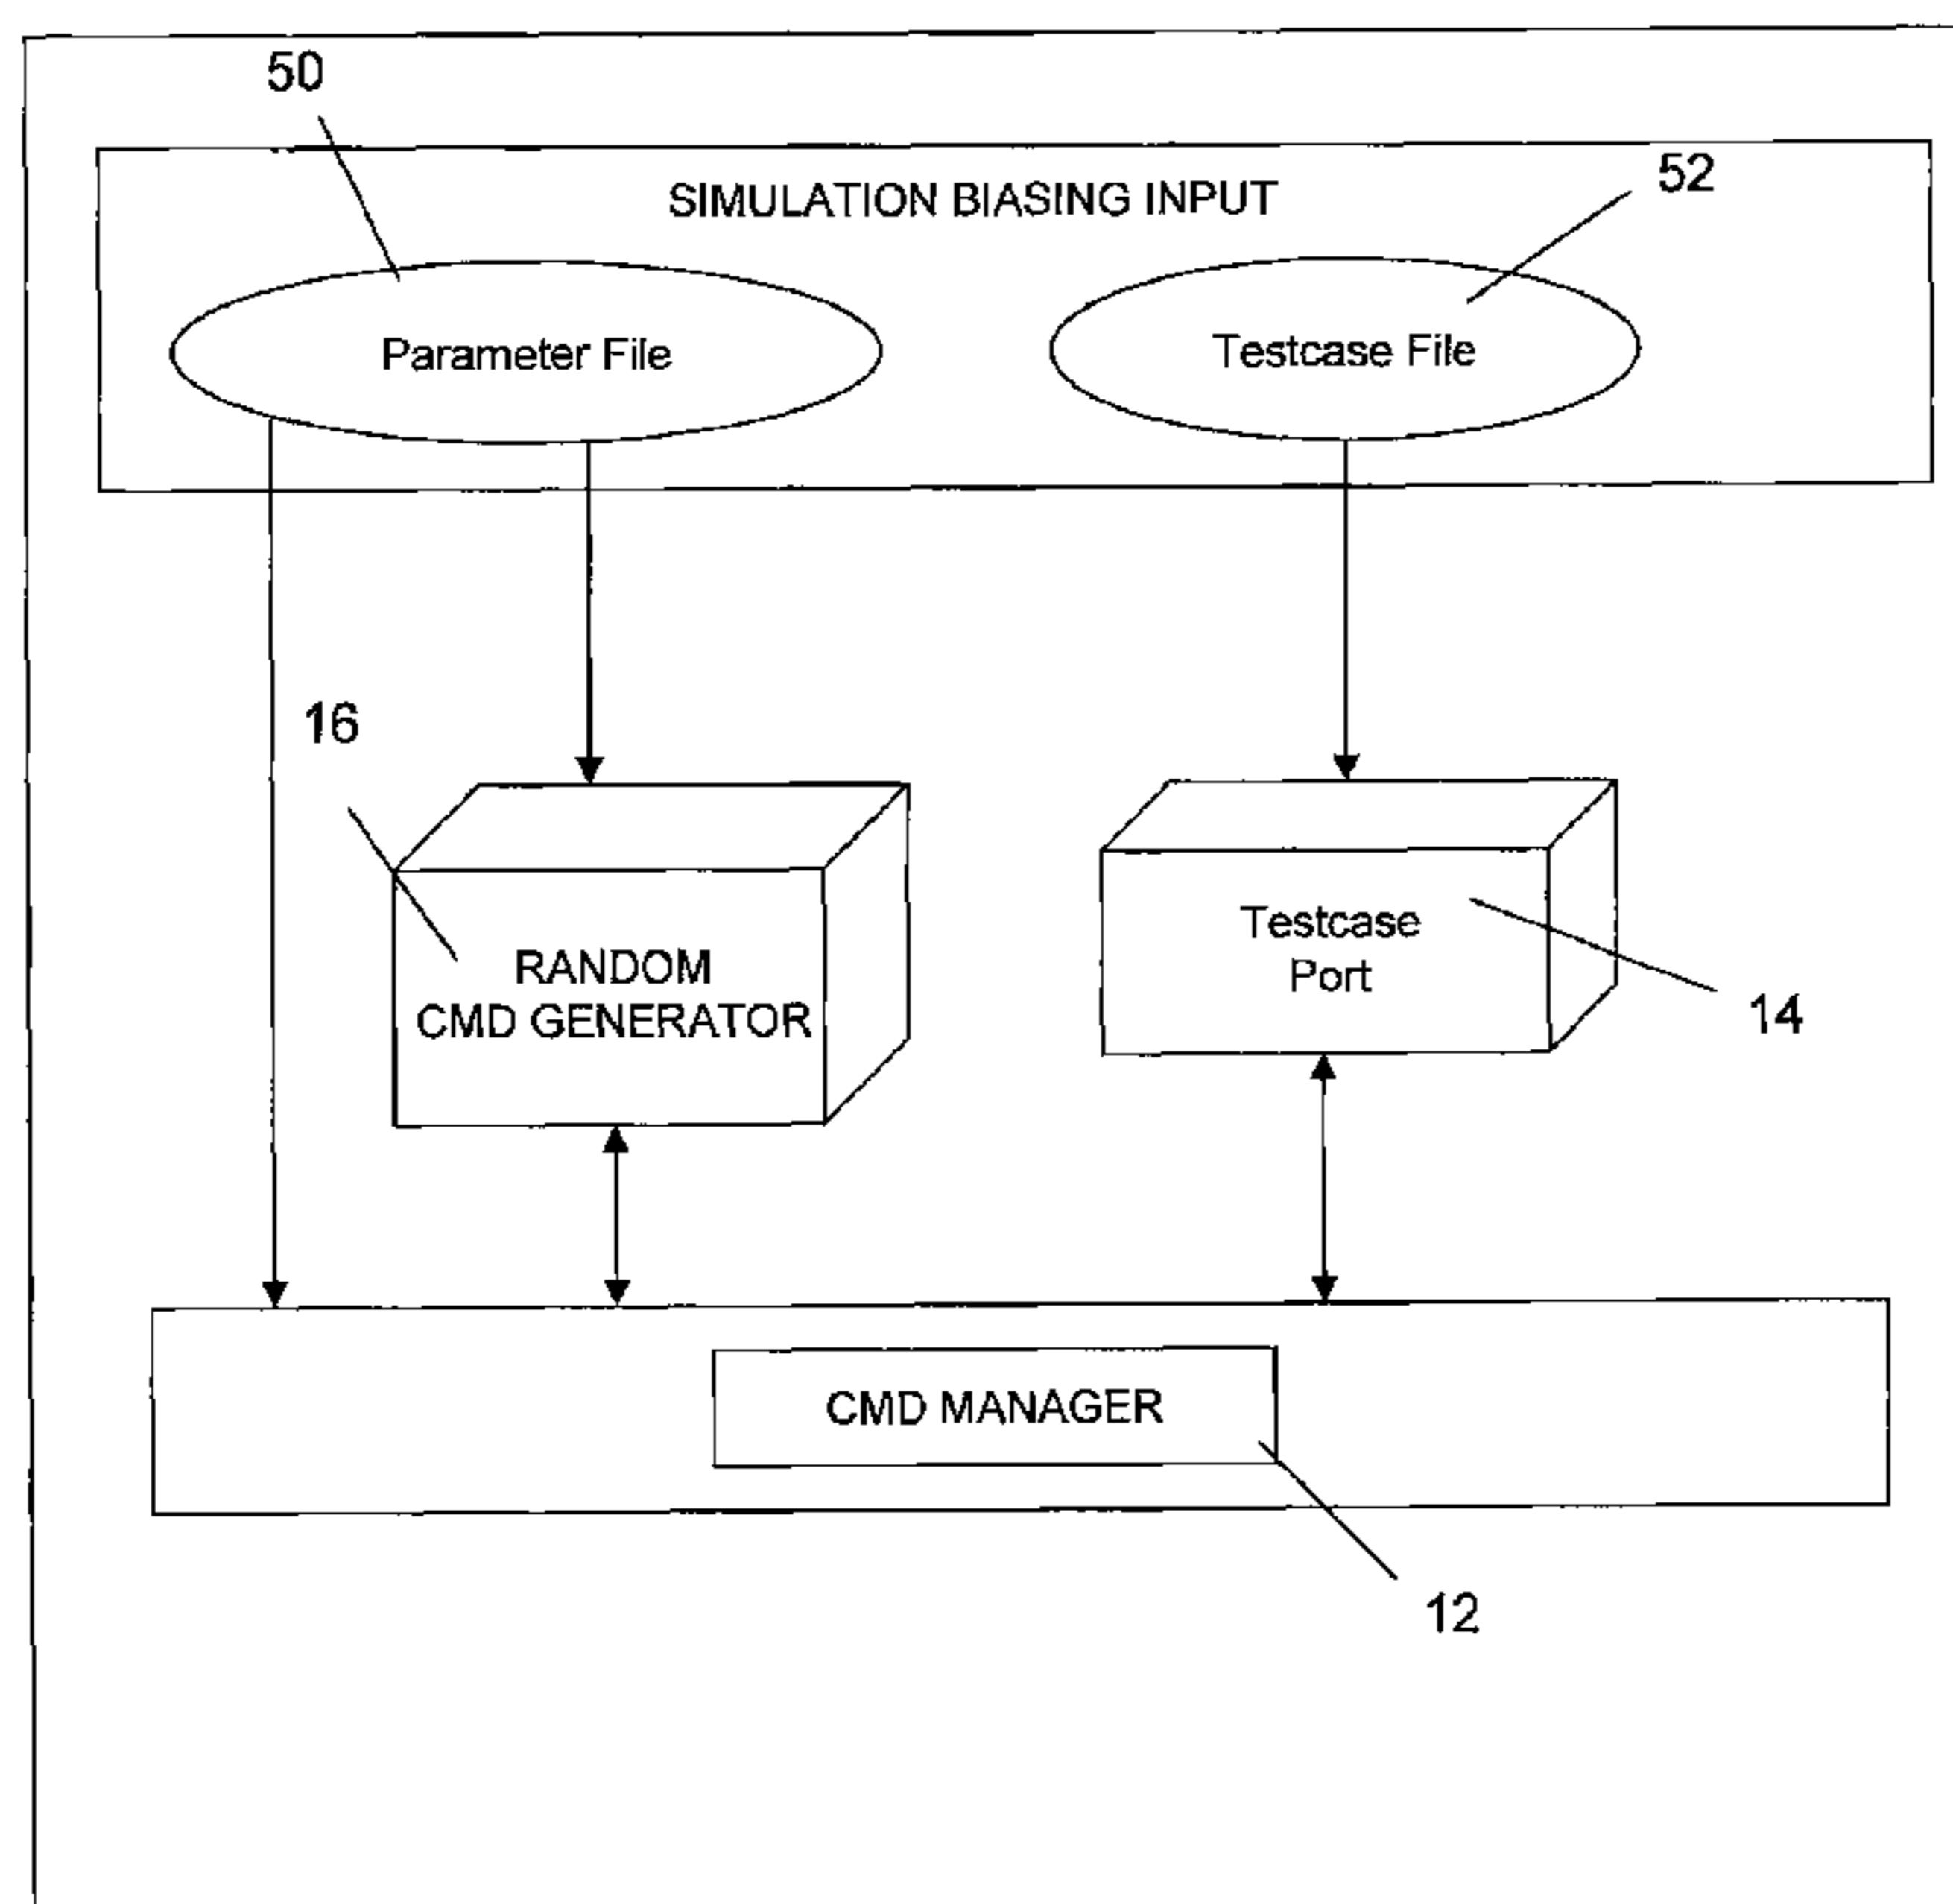 50
52
SIMULATION BIASING INPUT
Parameter File
Testcase File
16
RANDOM
CMD GENERATOR
Testcase
Port
14
CMD MANAGER
12